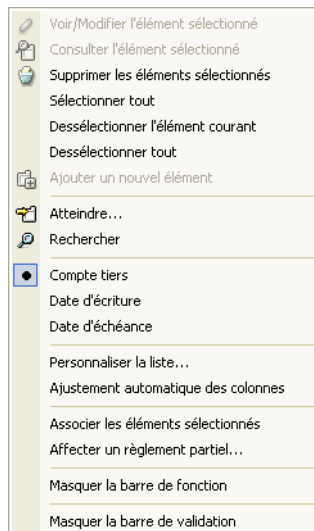 Voir/Modifier l'élément sélectionné
Consulter l'élément sélectionné
Supprimer les éléments sélectionnés
Sélectionner tout
Dessélectionner l'élément courant
Dessélectionner tout
Ajouter un nouvel élément
Atteindre...
Rechercher
Compte tiers
Date d'écriture
Date d'échéance
Personnaliser la liste...
Ajustement automatique des colonnes
Associer les éléments sélectionnés
Affecter un règlement partiel...
Masquer la barre de fonction
Masquer la barre de validation